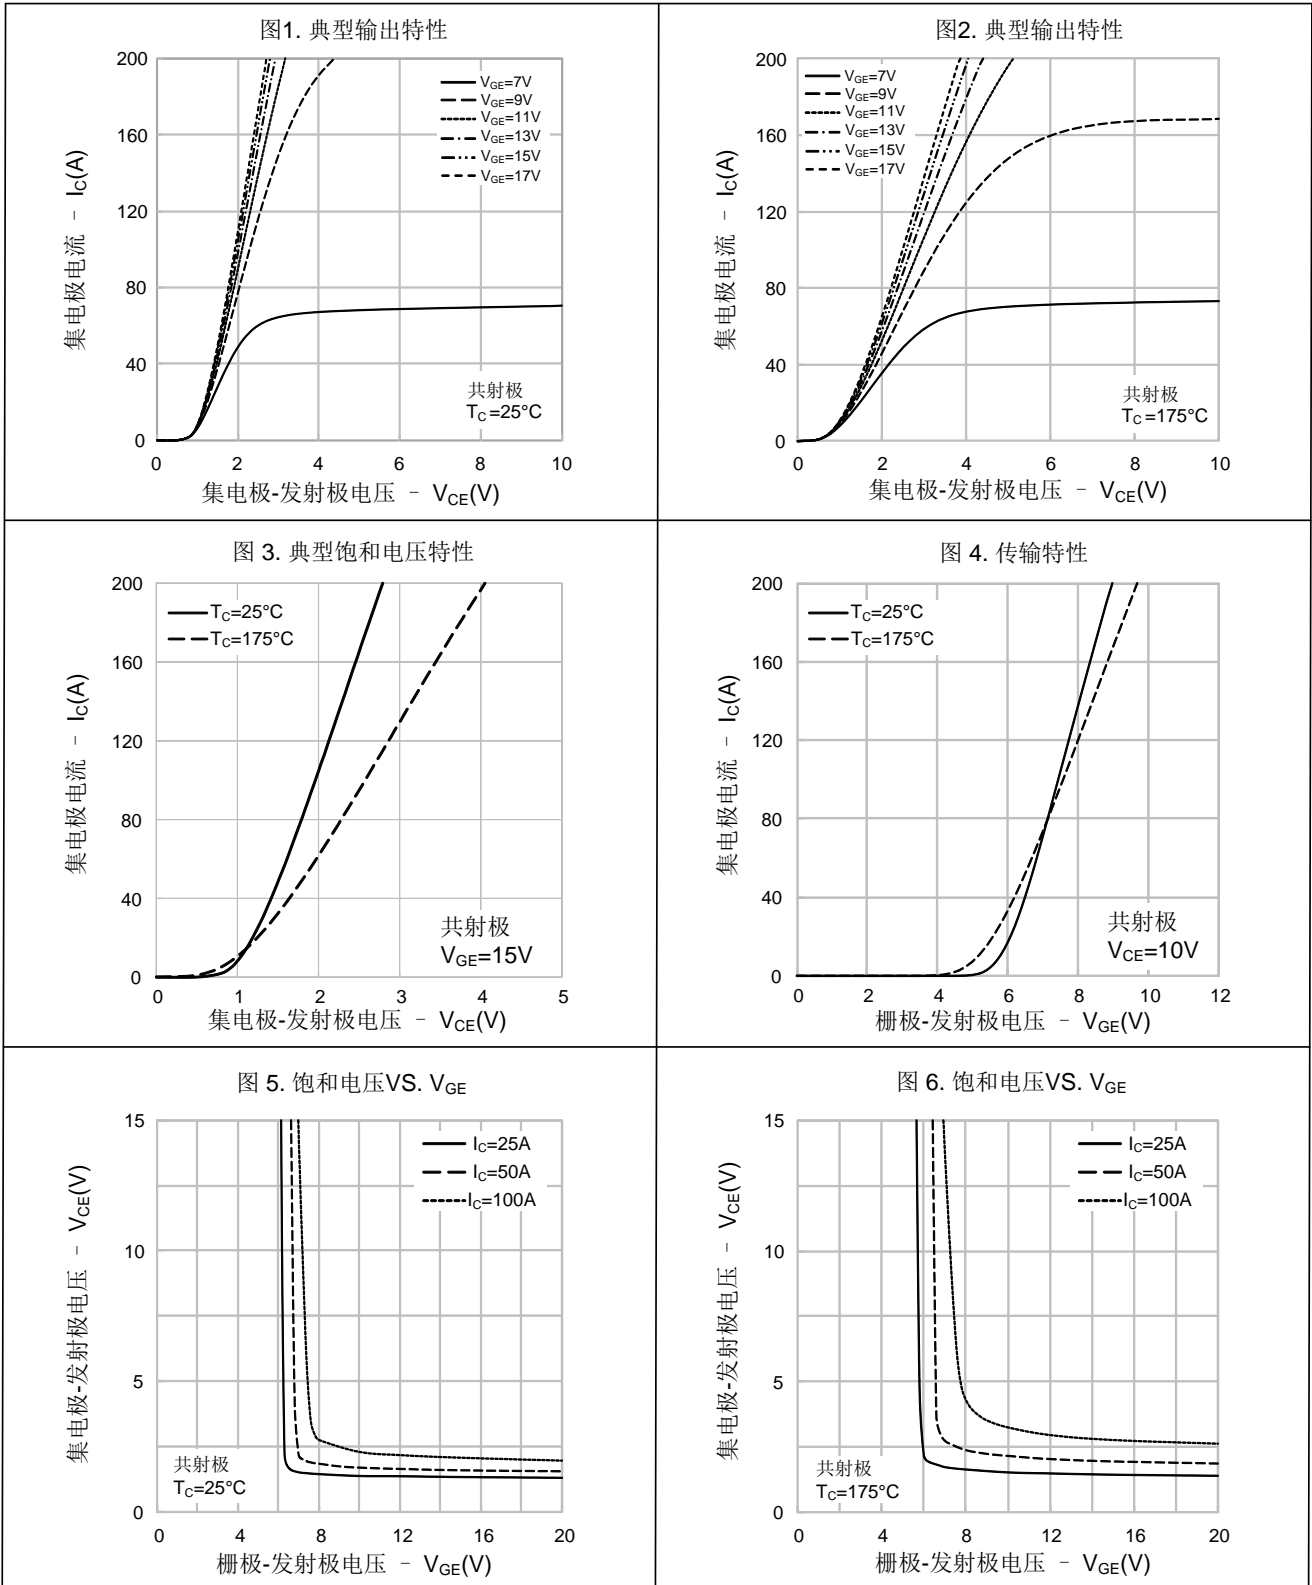 图1. 典型输出特性
集电极电流 - IC(A)
200
160
120
80
40
0
VGE=7V
VGE=9V
VGE=11V
VGE=13V
VGE=15V
VGE=17V
共射极
TC=25°C
0 2 4 6 8 10
集电极-发射极电压 - VCE(V)
图2. 典型输出特性
集电极电流 - IC(A)
200
160
120
80
40
0
VGE=7V
VGE=9V
VGE=11V
VGE=13V
VGE=15V
VGE=17V
共射极
TC=175°C
0 2 4 6 8 10
集电极-发射极电压 - VCE(V)
图 3. 典型饱和电压特性
集电极电流 - IC(A)
200
160
120
80
40
0
TC=25°C
TC=175°C
共射极
VGE=15V
0 1 2 3 4 5
集电极-发射极电压 - VCE(V)
图 4. 传输特性
集电极电流 - IC(A)
200
160
120
80
40
0
TC=25°C
TC=175°C
共射极
VCE=10V
0 2 4 6 8 10 12
栅极-发射极电压 - VGE(V)
图 5. 饱和电压VS. VGE
集电极-发射极电压 - VCE(V)
15
10
5
0
IC=25A
IC=50A
IC=100A
共射极
TC=25°C
0 4 8 12 16 20
栅极-发射极电压 - VGE(V)
图 6. 饱和电压VS. VGE
集电极-发射极电压 - VCE(V)
15
10
5
0
IC=25A
IC=50A
IC=100A
共射极
TC=175°C
0 4 8 12 16 20
栅极-发射极电压 - VGE(V)